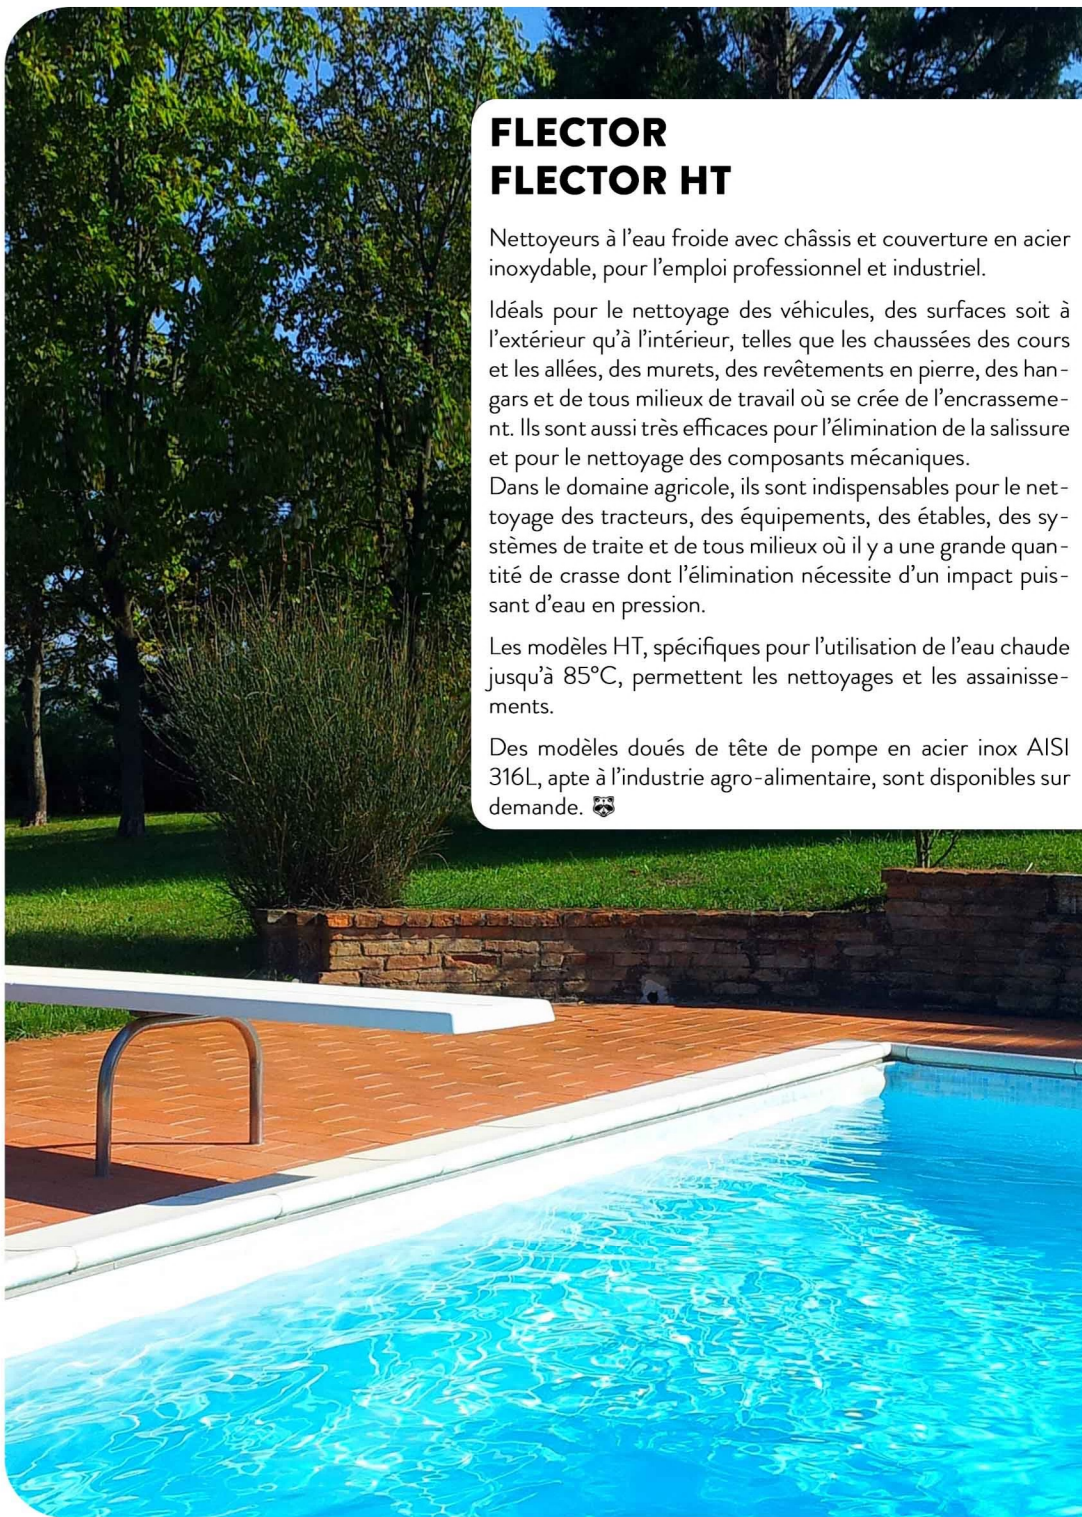 FLECTOR
FLECTOR HT
Nettoyeurs à l'eau froide avec châssis et couverture en acier
inoxydable, pour l'emploi professionnel et industriel.
Idéals pour le nettoyage des véhicules, des surfaces soit à
l'extérieur qu'à l'intérieur, telles que les chaussées des cours
et les allées, des murets, des revêtements en pierre, des han-
gars et de tous milieux de travail où se crée de l'encrasseme-
nt. Ils sont aussi très efficaces pour l'élimination de la salissure
et pour le nettoyage des composants mécaniques.
Dans le domaine agricole, ils sont indispensables pour le net-
toyage des tracteurs, des équipements, des étables, des sy-
stèmes de traite et de tous milieux où il y a une grande quan-
tité de crasse dont l'élimination nécessite d'un impact puis-
sant d'eau en pression.
Les modèles HT, spécifiques pour l'utilisation de l'eau chaude
jusqu'à 85°C, permettent les nettoyages et les assainisse-
ments.
Des modèles doués de tête de pompe en acier inox AISI
316L, apte à l'industrie agro-alimentaire, sont disponibles sur
demande.